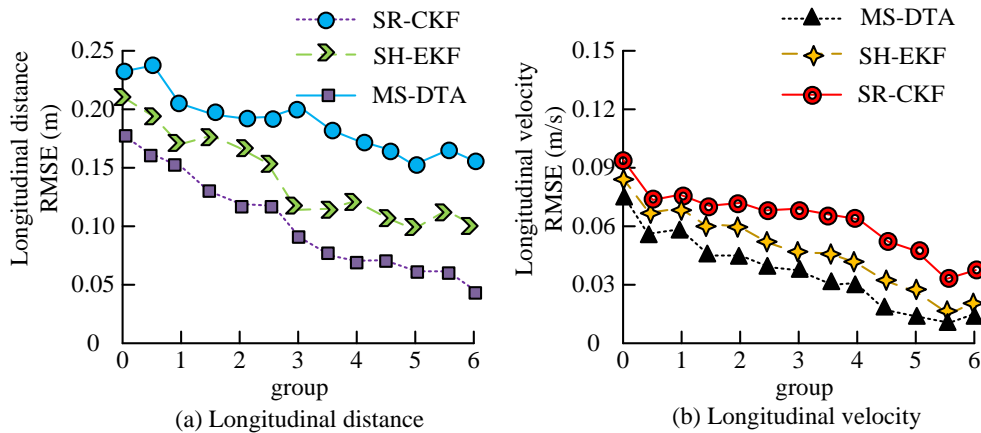 SR-CKF
SH-EKF
MS-DTA
Longitudinal distance
RMSE (m)
0.25
0.20
0.15
0.10
0.05
0
0 1 2 3 4 5 6
group
(a) Longitudinal distance
MS-DTA
SH-EKF
SR-CKF
Longitudinal velocity
RMSE (m/s)
0.15
0.12
0.09
0.06
0.03
0
0 1 2 3 4 5 6
group
(b) Longitudinal velocity